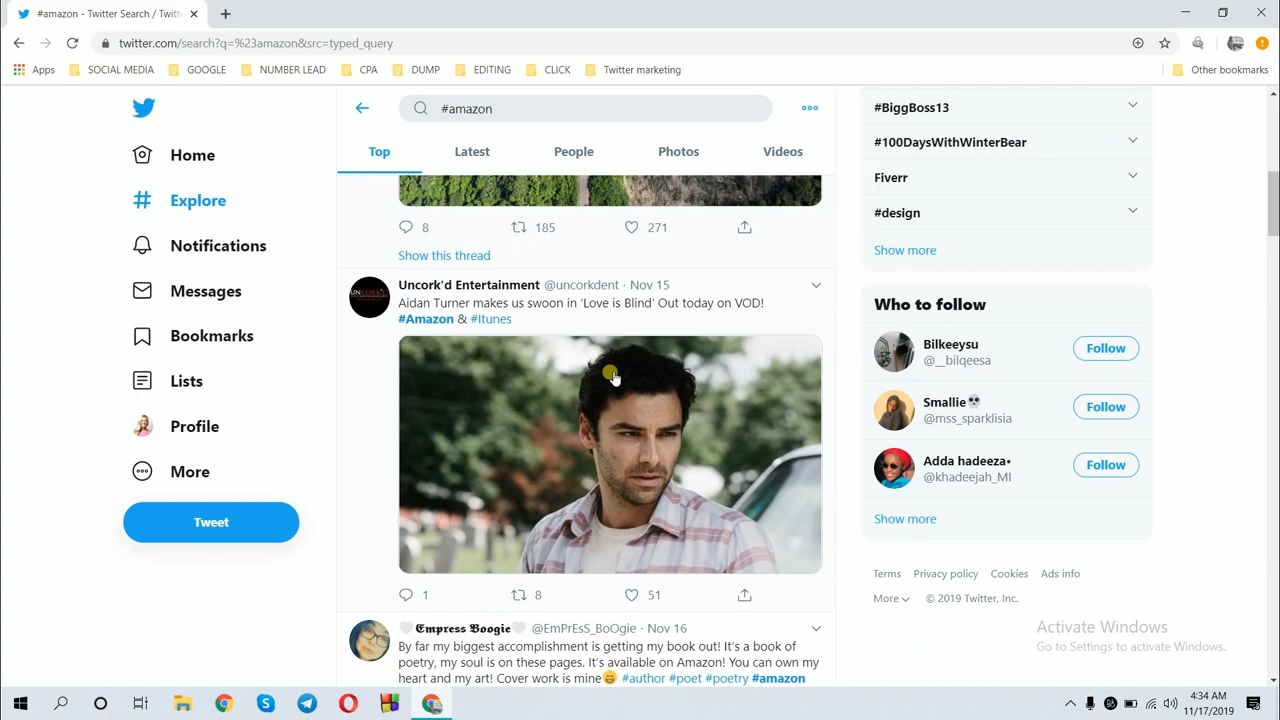 #amazon - Twitter Search / Twitt
twitter.com/search?q=%23amazon&src=typed_query
Apps
SOCIAL MEDIA
GOOGLE
NUMBER LEAD
CPA
DUMP
EDITING
CLICK
Twitter marketing
Other bookmarks
Home
Explore
Notifications
Messages
Bookmarks
Lists
Profile
More
Tweet
#amazon
Top
Latest
People
Photos
Videos
8
185
271
Show this thread
Uncork'd Entertainment @uncorkdent · Nov 15
Aidan Turner makes us swoon in 'Love is Blind' Out today on VOD!
#Amazon & #Itunes
1
8
51
🤍𝕰𝖒𝖕𝖗𝖊𝖘𝖘 𝕭𝖔𝖔𝖌𝖎𝖊🤍 @EmPrEsS_BoOgie · Nov 16
By far my biggest accomplishment is getting my book out! It's a book of
poetry, my soul is on these pages. It's available on Amazon! You can own my
heart and my art! Cover work is mine😄 #author #poet #poetry #amazon
#BiggBoss13
#100DaysWithWinterBear
Fiverr
#design
Show more
Who to follow
Bilkeeysu
@__bilqeesa
Follow
Smallie💀
@mss_sparklisia
Follow
Adda hadeeza•
@khadeejah_MI
Follow
Show more
Terms Privacy policy Cookies Ads info
More © 2019 Twitter, Inc.
Activate Windows
Go to Settings to activate Windows.
4:34 AM
11/17/2019